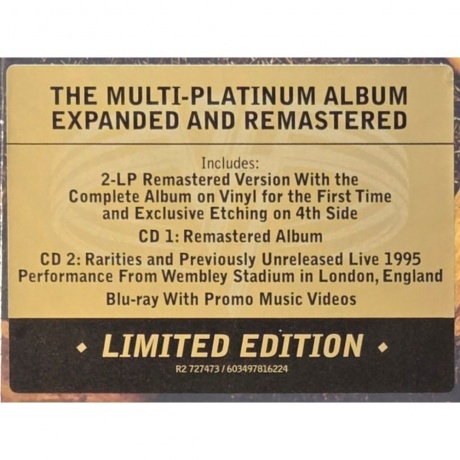 THE MULTI-PLATINUM ALBUM
EXPANDED AND REMASTERED
Includes:
2-LP Remastered Version With the
Complete Album on Vinyl for the First Time
and Exclusive Etching on 4th Side
CD 1: Remastered Album
CD 2: Rarities and Previously Unreleased Live 1995
Performance From Wembley Stadium in London, England
Blu-ray With Promo Music Videos
LIMITED EDITION
R2 727473 / 603497816224